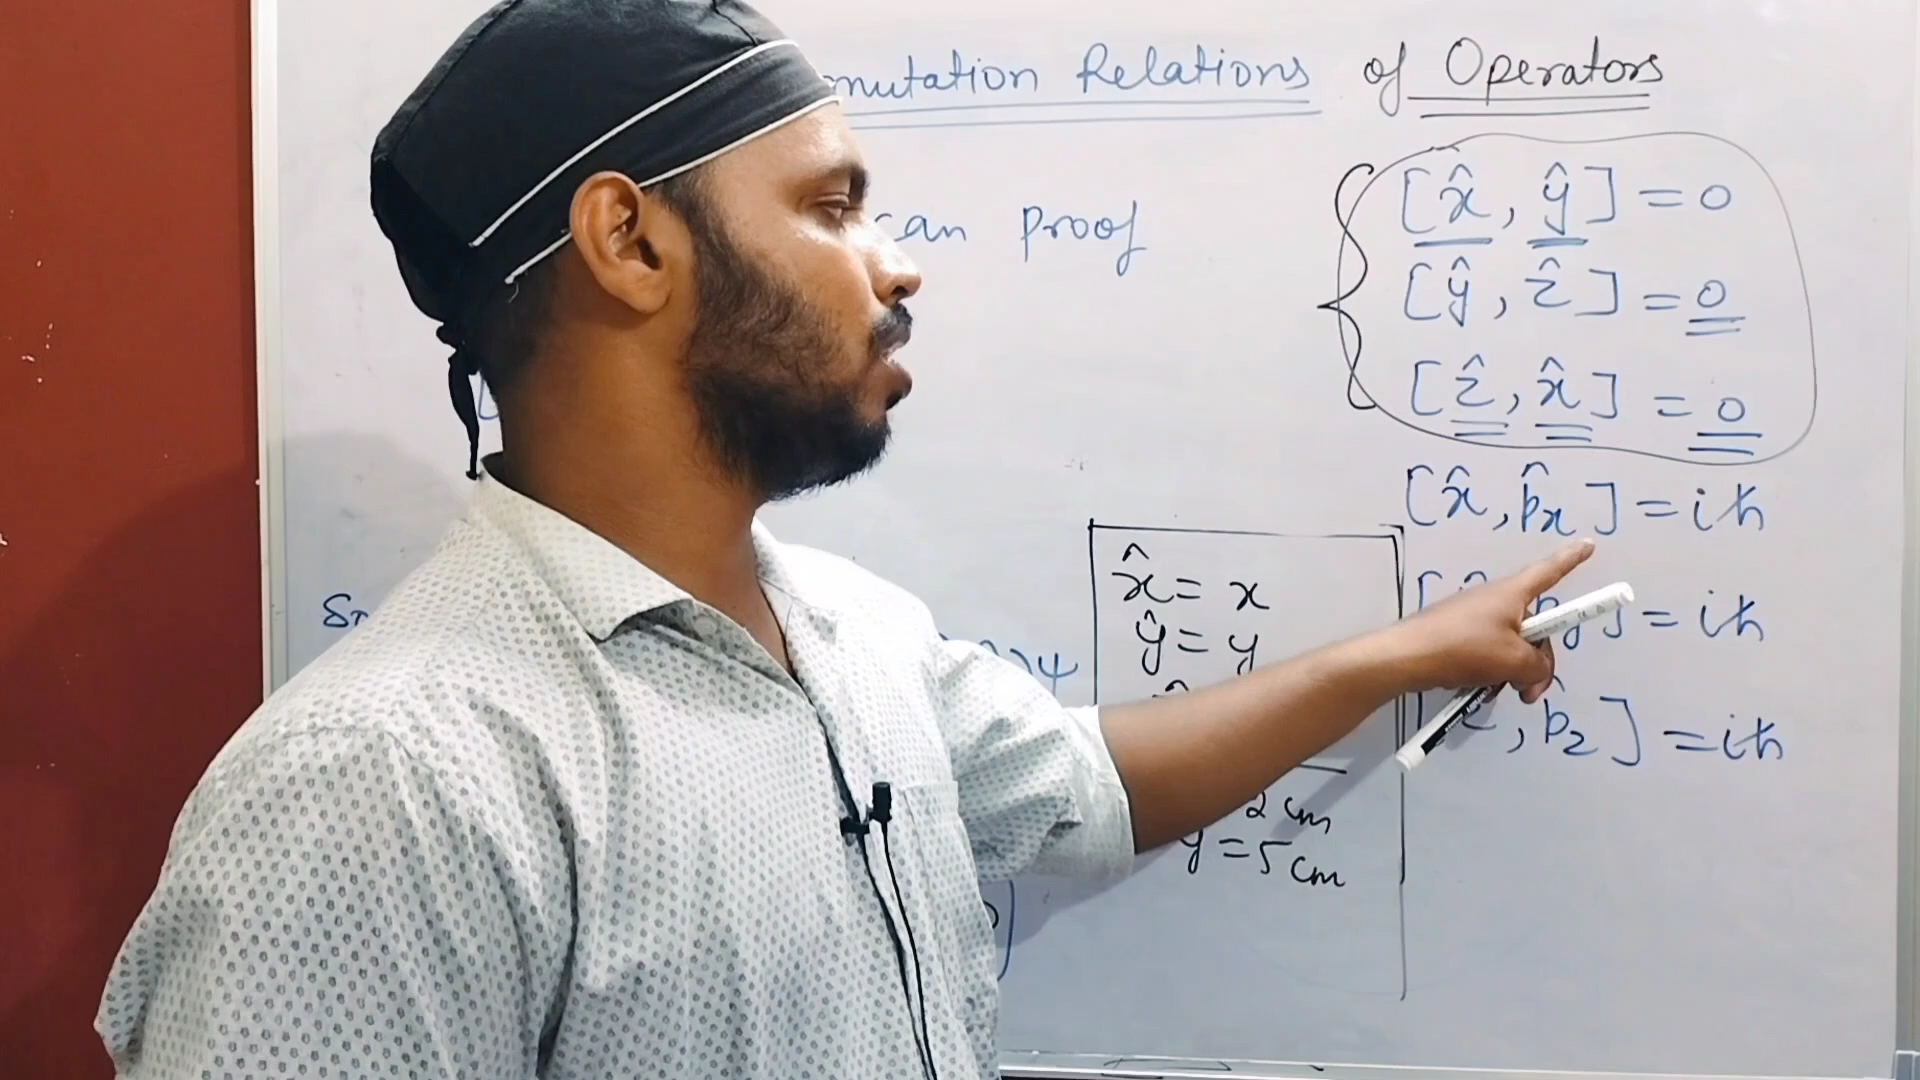 mutation Relations of Operators
can Proof
[x̂, ŷ] = 0
[ŷ, ẑ] = 0
[ẑ, x̂] = 0
[x̂, p̂x] = iħ
] = iħ
, p̂z] = iħ
x̂ = x
ŷ = y
2 cm
y = 5 cm